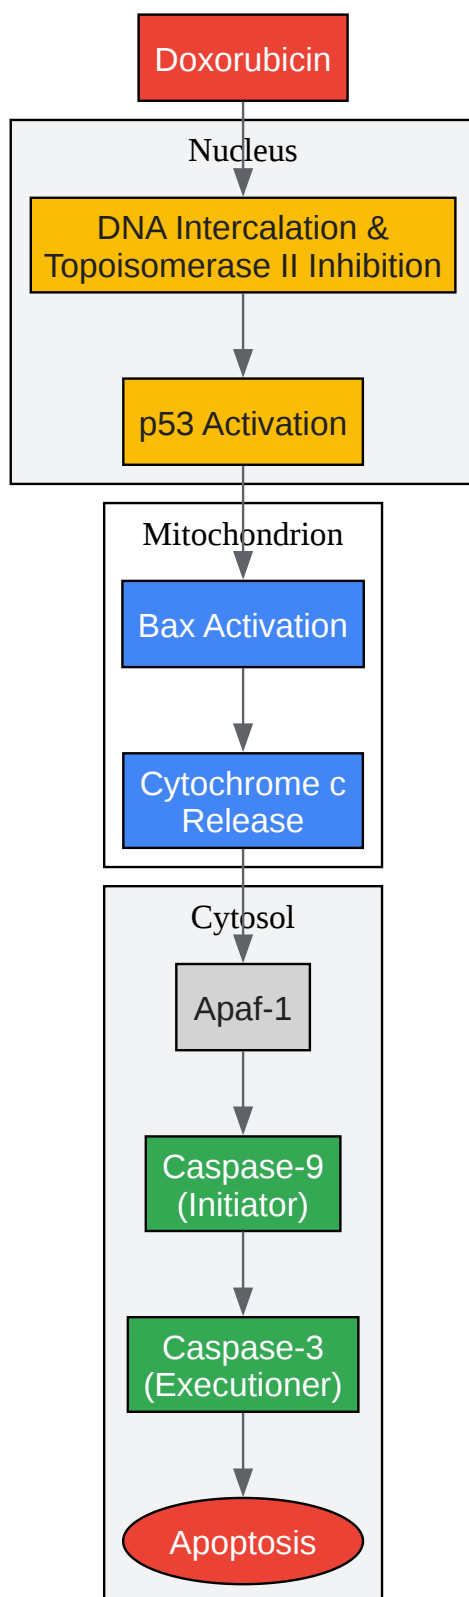 Doxorubicin
Nucleus
DNA Intercalation &
Topoisomerase II Inhibition
p53 Activation
Mitochondrion
Bax Activation
Cytochrome c
Release
Cytosol
Apaf-1
Caspase-9
(Initiator)
Caspase-3
(Executioner)
Apoptosis